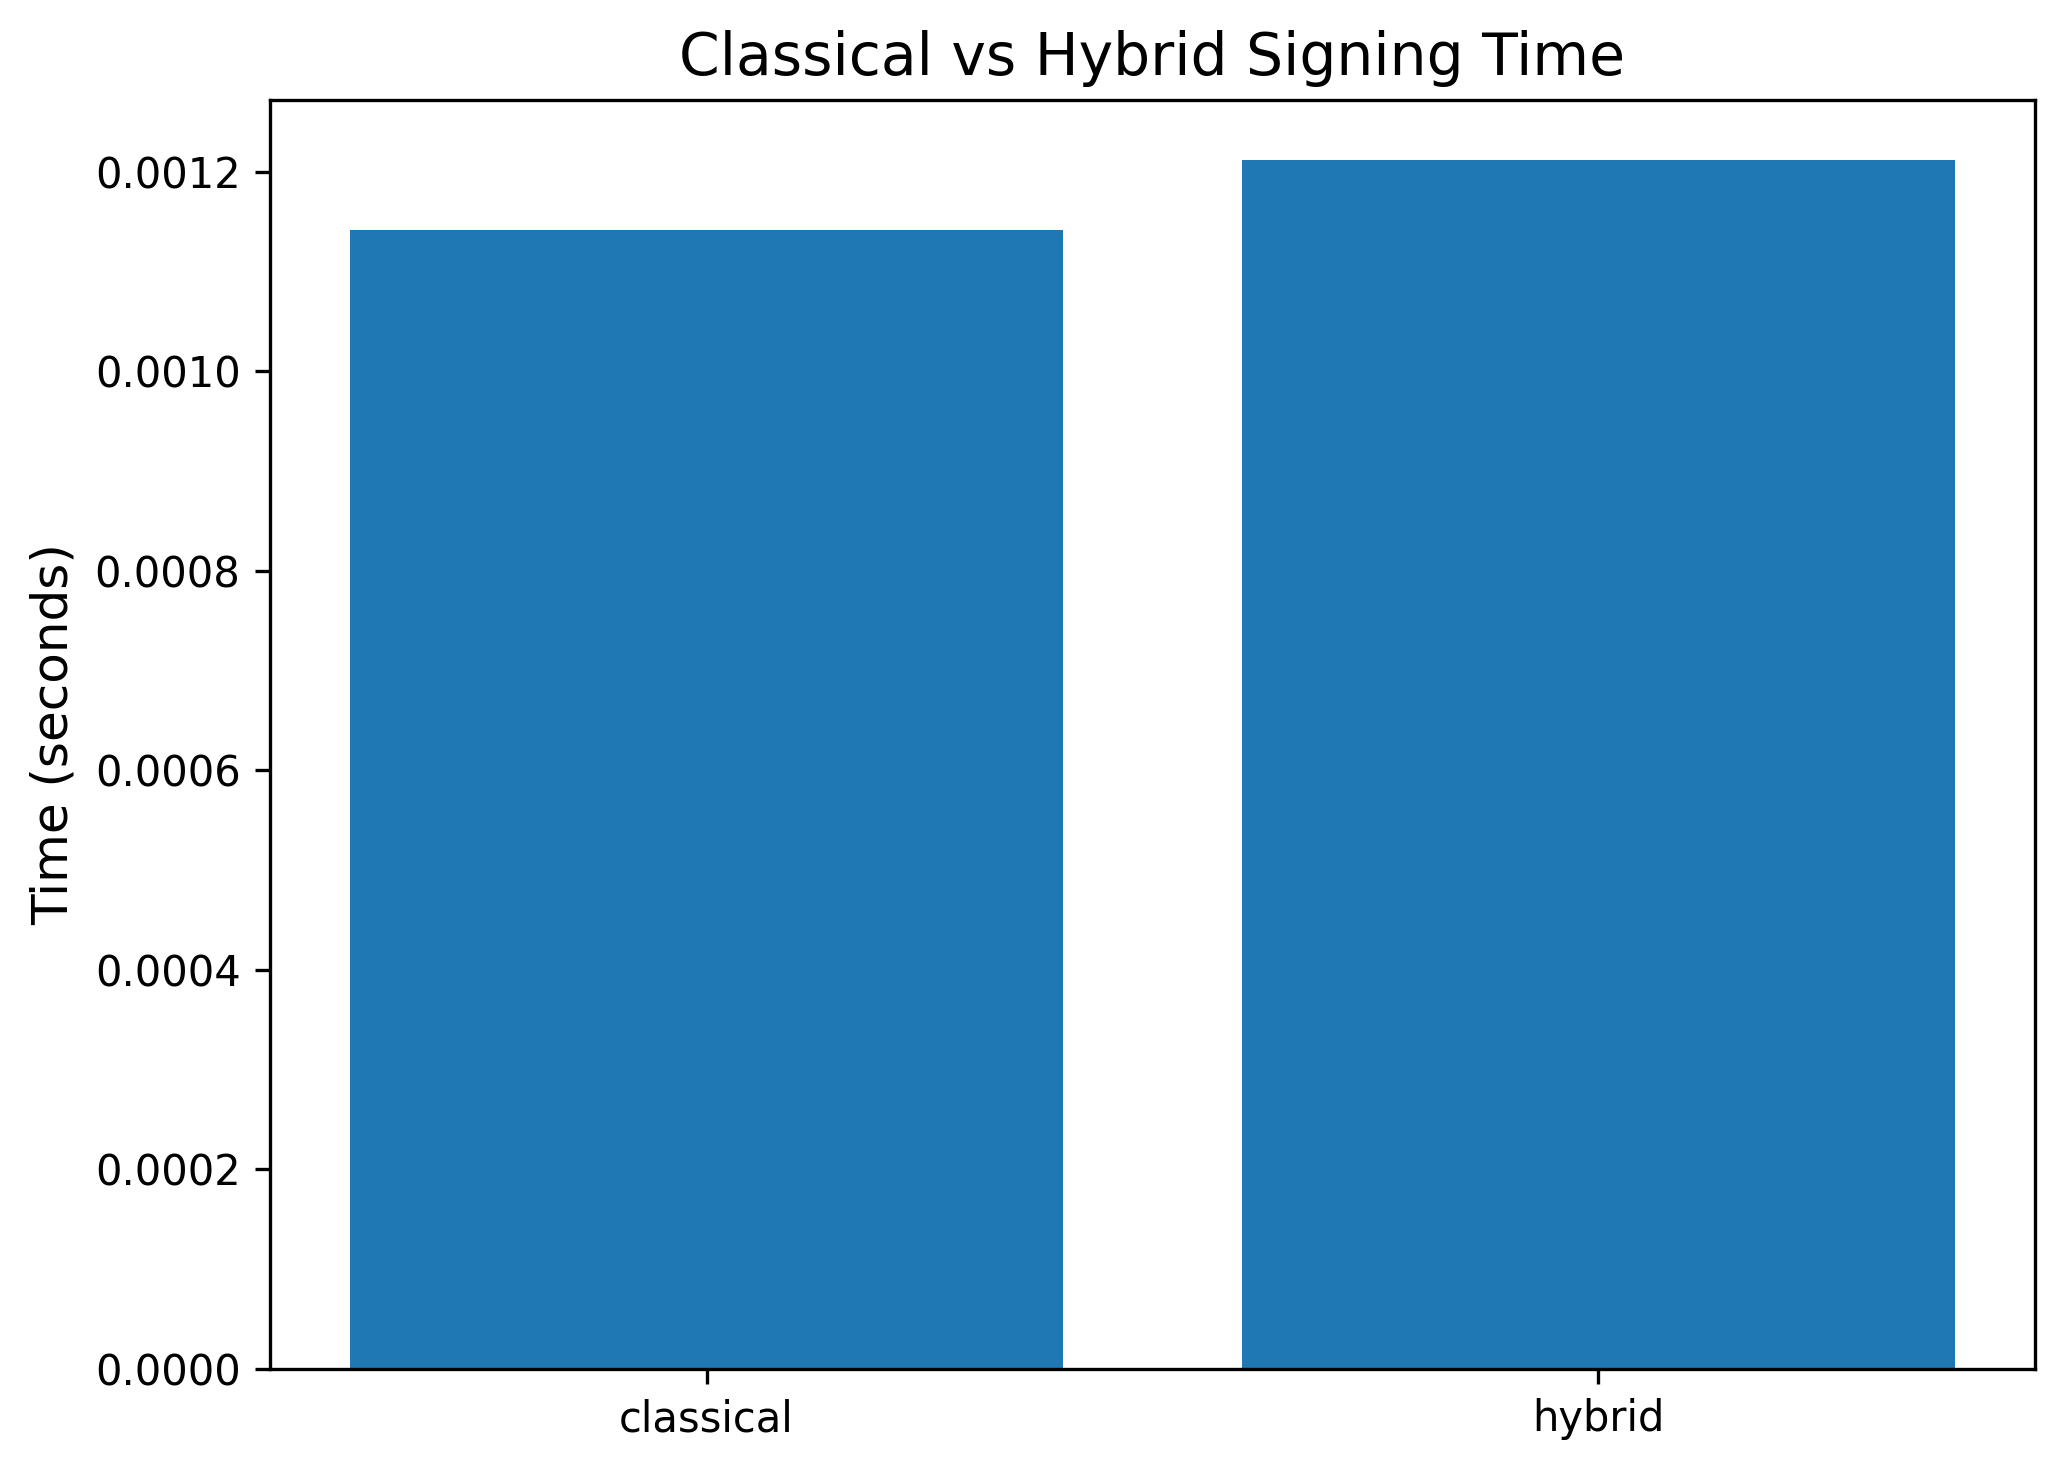 Classical vs Hybrid Signing Time
Time (seconds)
0.0012
0.0010
0.0008
0.0006
0.0004
0.0002
0.0000
classical
hybrid